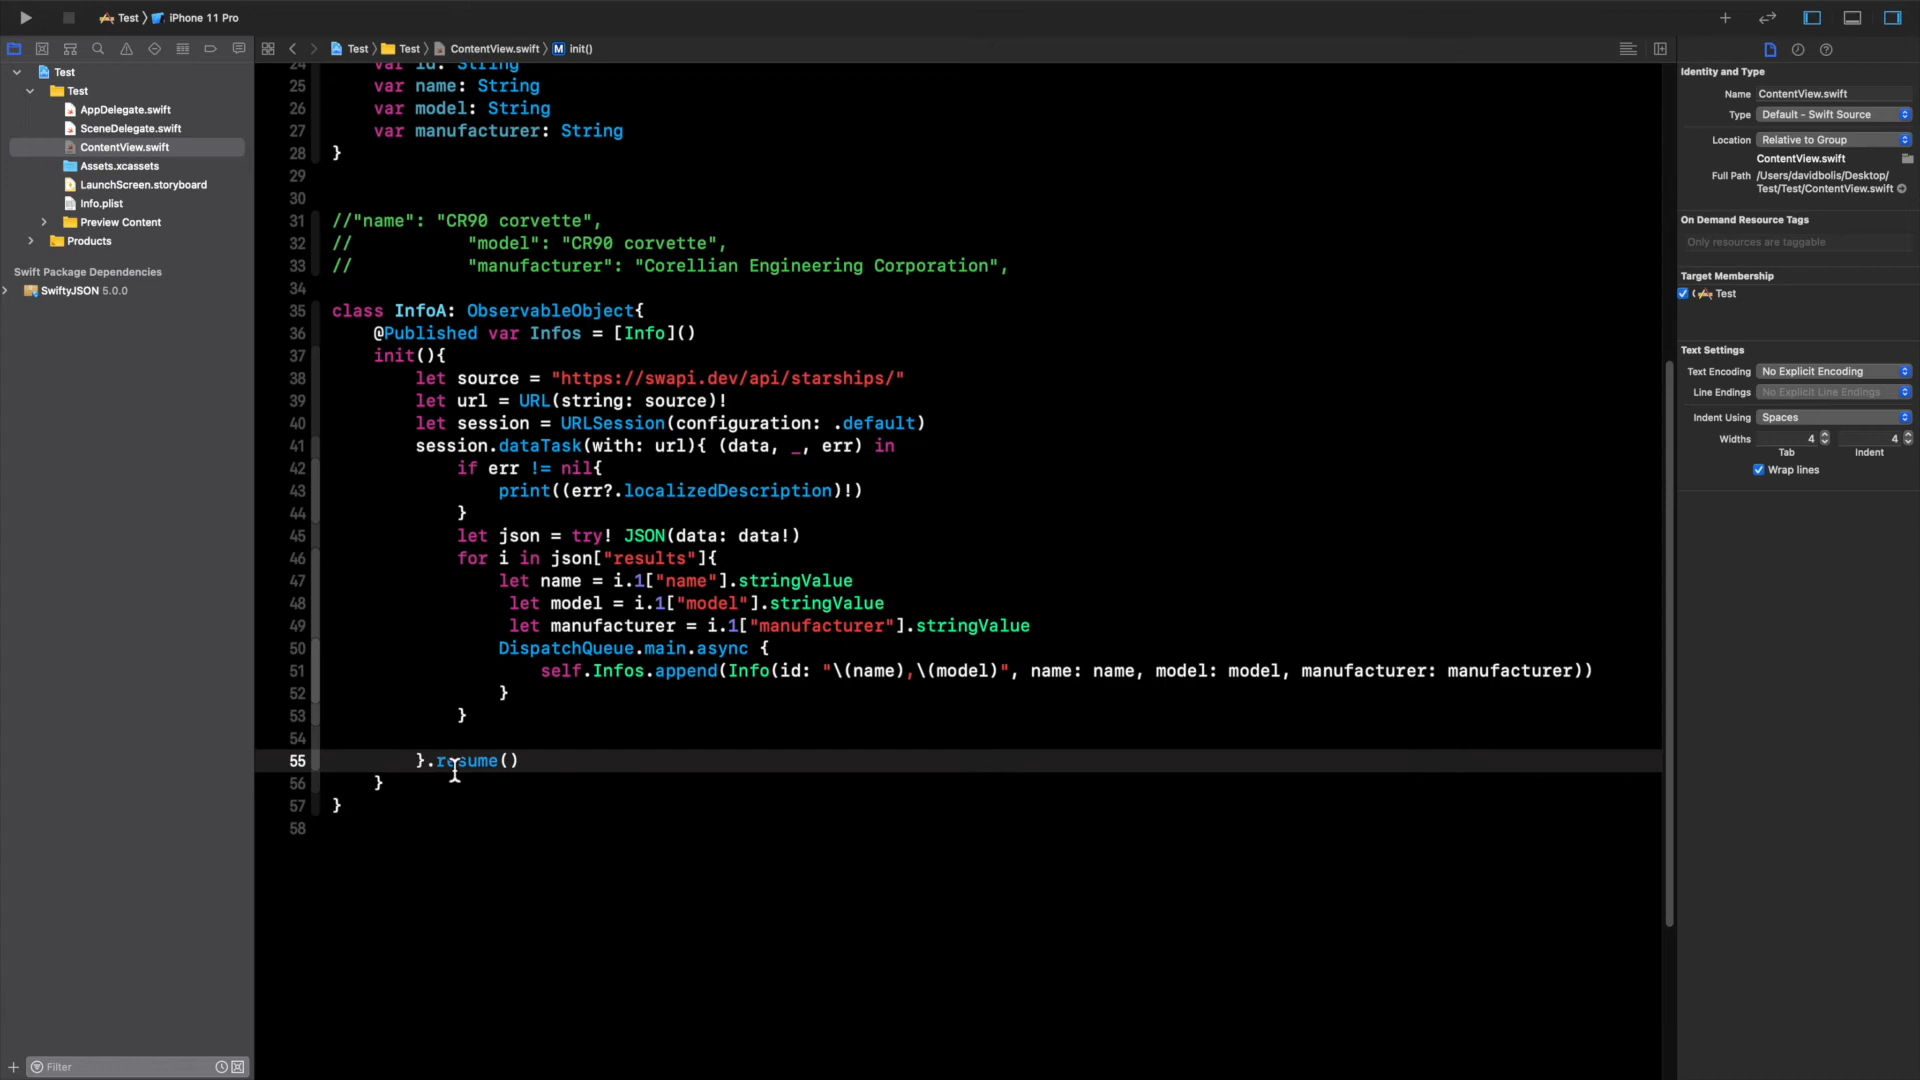 Test 〉 iPhone 11 Pro
Test 〉 Test 〉 ContentView.swift 〉 M init()
Test
Test
AppDelegate.swift
SceneDelegate.swift
ContentView.swift
Assets.xcassets
LaunchScreen.storyboard
Info.plist
Preview Content
Products
Swift Package Dependencies
SwiftyJSON 5.0.0
Filter
24 var id: String
25 var name: String
26 var model: String
27 var manufacturer: String
28 }
29
30
31 //"name": "CR90 corvette",
32 // "model": "CR90 corvette",
33 // "manufacturer": "Corellian Engineering Corporation",
34
35 class InfoA: ObservableObject{
36 @Published var Infos = [Info]()
37 init(){
38 let source = "https://swapi.dev/api/starships/"
39 let url = URL(string: source)!
40 let session = URLSession(configuration: .default)
41 session.dataTask(with: url){ (data, _, err) in
42 if err != nil{
43 print((err?.localizedDescription)!)
44 }
45 let json = try! JSON(data: data!)
46 for i in json["results"]{
47 let name = i.1["name"].stringValue
48 let model = i.1["model"].stringValue
49 let manufacturer = i.1["manufacturer"].stringValue
50 DispatchQueue.main.async {
51 self.Infos.append(Info(id: "\(name),\(model)", name: name, model: model, manufacturer: manufacturer))
52 }
53 }
54
55 }.resume()
56 }
57 }
58
Identity and Type
Name ContentView.swift
Type Default - Swift Source
Location Relative to Group
ContentView.swift
Full Path /Users/davidbolis/Desktop/
Test/Test/ContentView.swift
On Demand Resource Tags
Only resources are taggable
Target Membership
Test
Text Settings
Text Encoding No Explicit Encoding
Line Endings No Explicit Line Endings
Indent Using Spaces
Widths 4 4
Tab Indent
Wrap lines